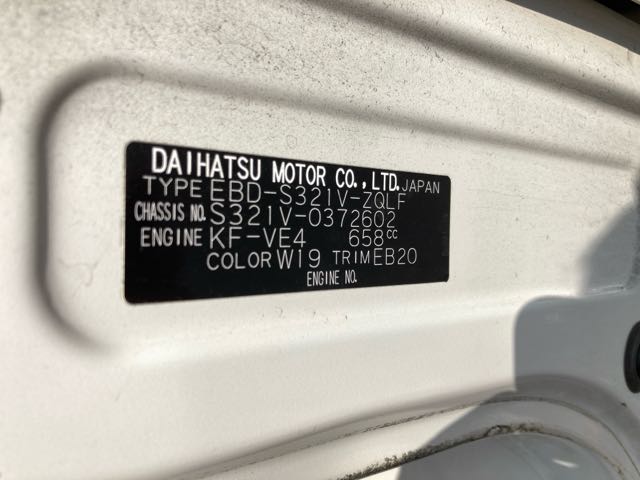 DAIHATSU MOTOR CO., LTD. JAPAN
TYPE EBD-S321V-ZQLF
CHASSIS NO. S321V-0372602
ENGINE KF-VE4 658cc
COLOR W19 TRIM EB20
ENGINE NO.